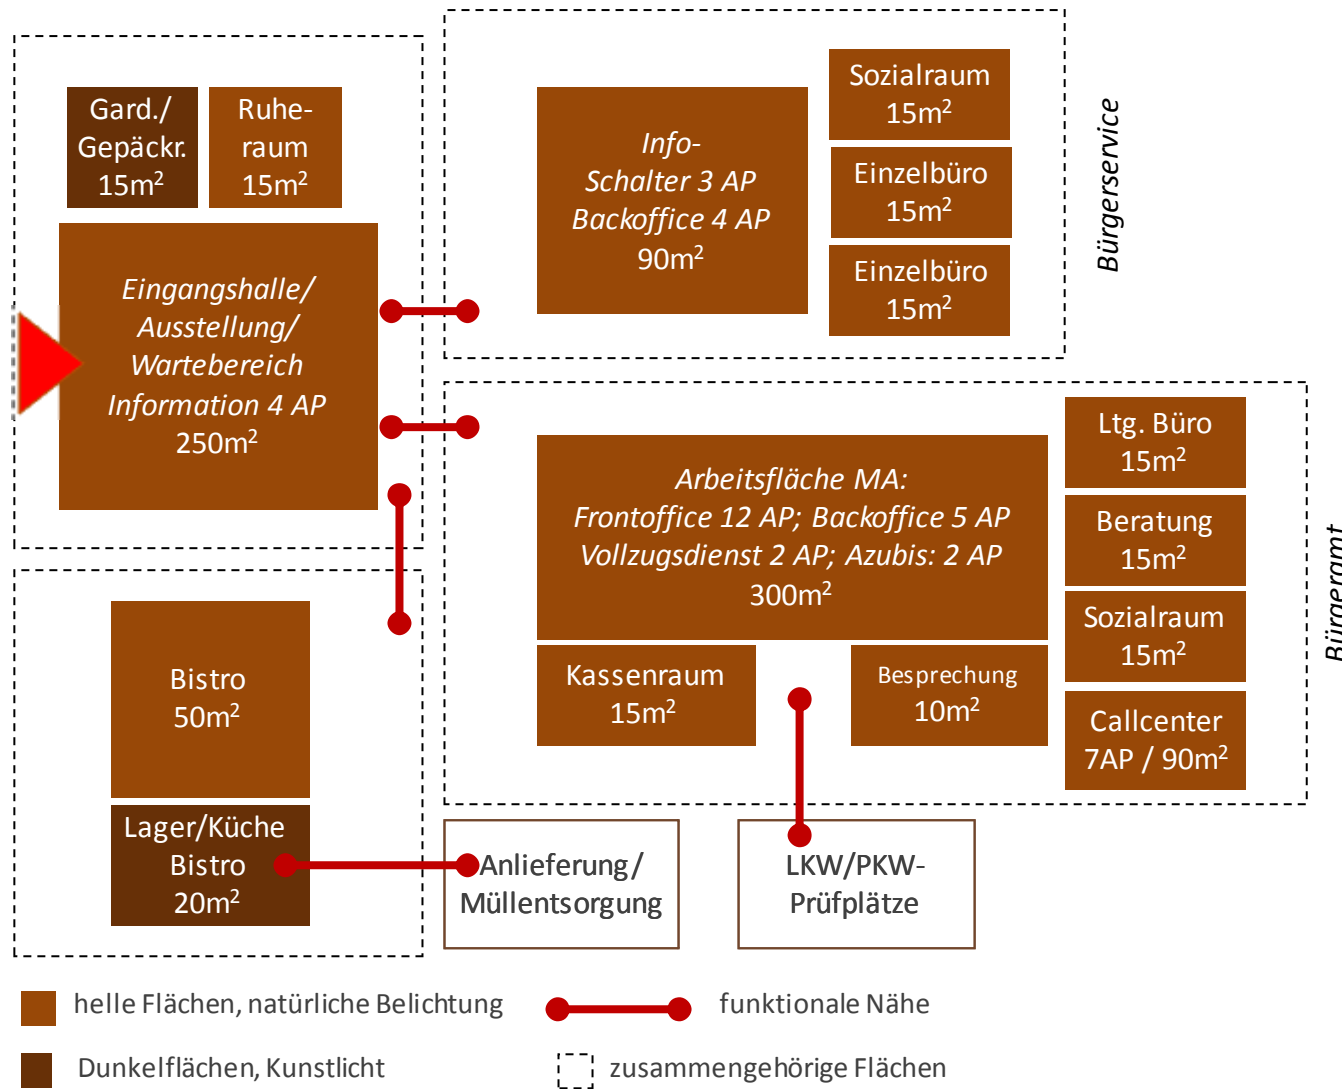 Gard./
Gepäckr.
15m²
Ruhe-
raum
15m²
Eingangshalle/
Ausstellung/
Wartebereich
Information 4 AP
250m²
Info-
Schalter 3 AP
Backoffice 4 AP
90m²
Sozialraum
15m²
Einzelbüro
15m²
Einzelbüro
15m²
Bürgerservice
Arbeitsfläche MA:
Frontoffice 12 AP; Backoffice 5 AP
Vollzugsdienst 2 AP; Azubis: 2 AP
300m²
Kassenraum
15m²
Besprechung
10m²
Ltg. Büro
15m²
Beratung
15m²
Sozialraum
15m²
Callcenter
7AP / 90m²
Bürgeramt
Bistro
50m²
Lager/Küche
Bistro
20m²
Anlieferung/
Müllentsorgung
LKW/PKW-
Prüfplätze
helle Flächen, natürliche Belichtung
funktionale Nähe
Dunkelflächen, Kunstlicht
zusammengehörige Flächen